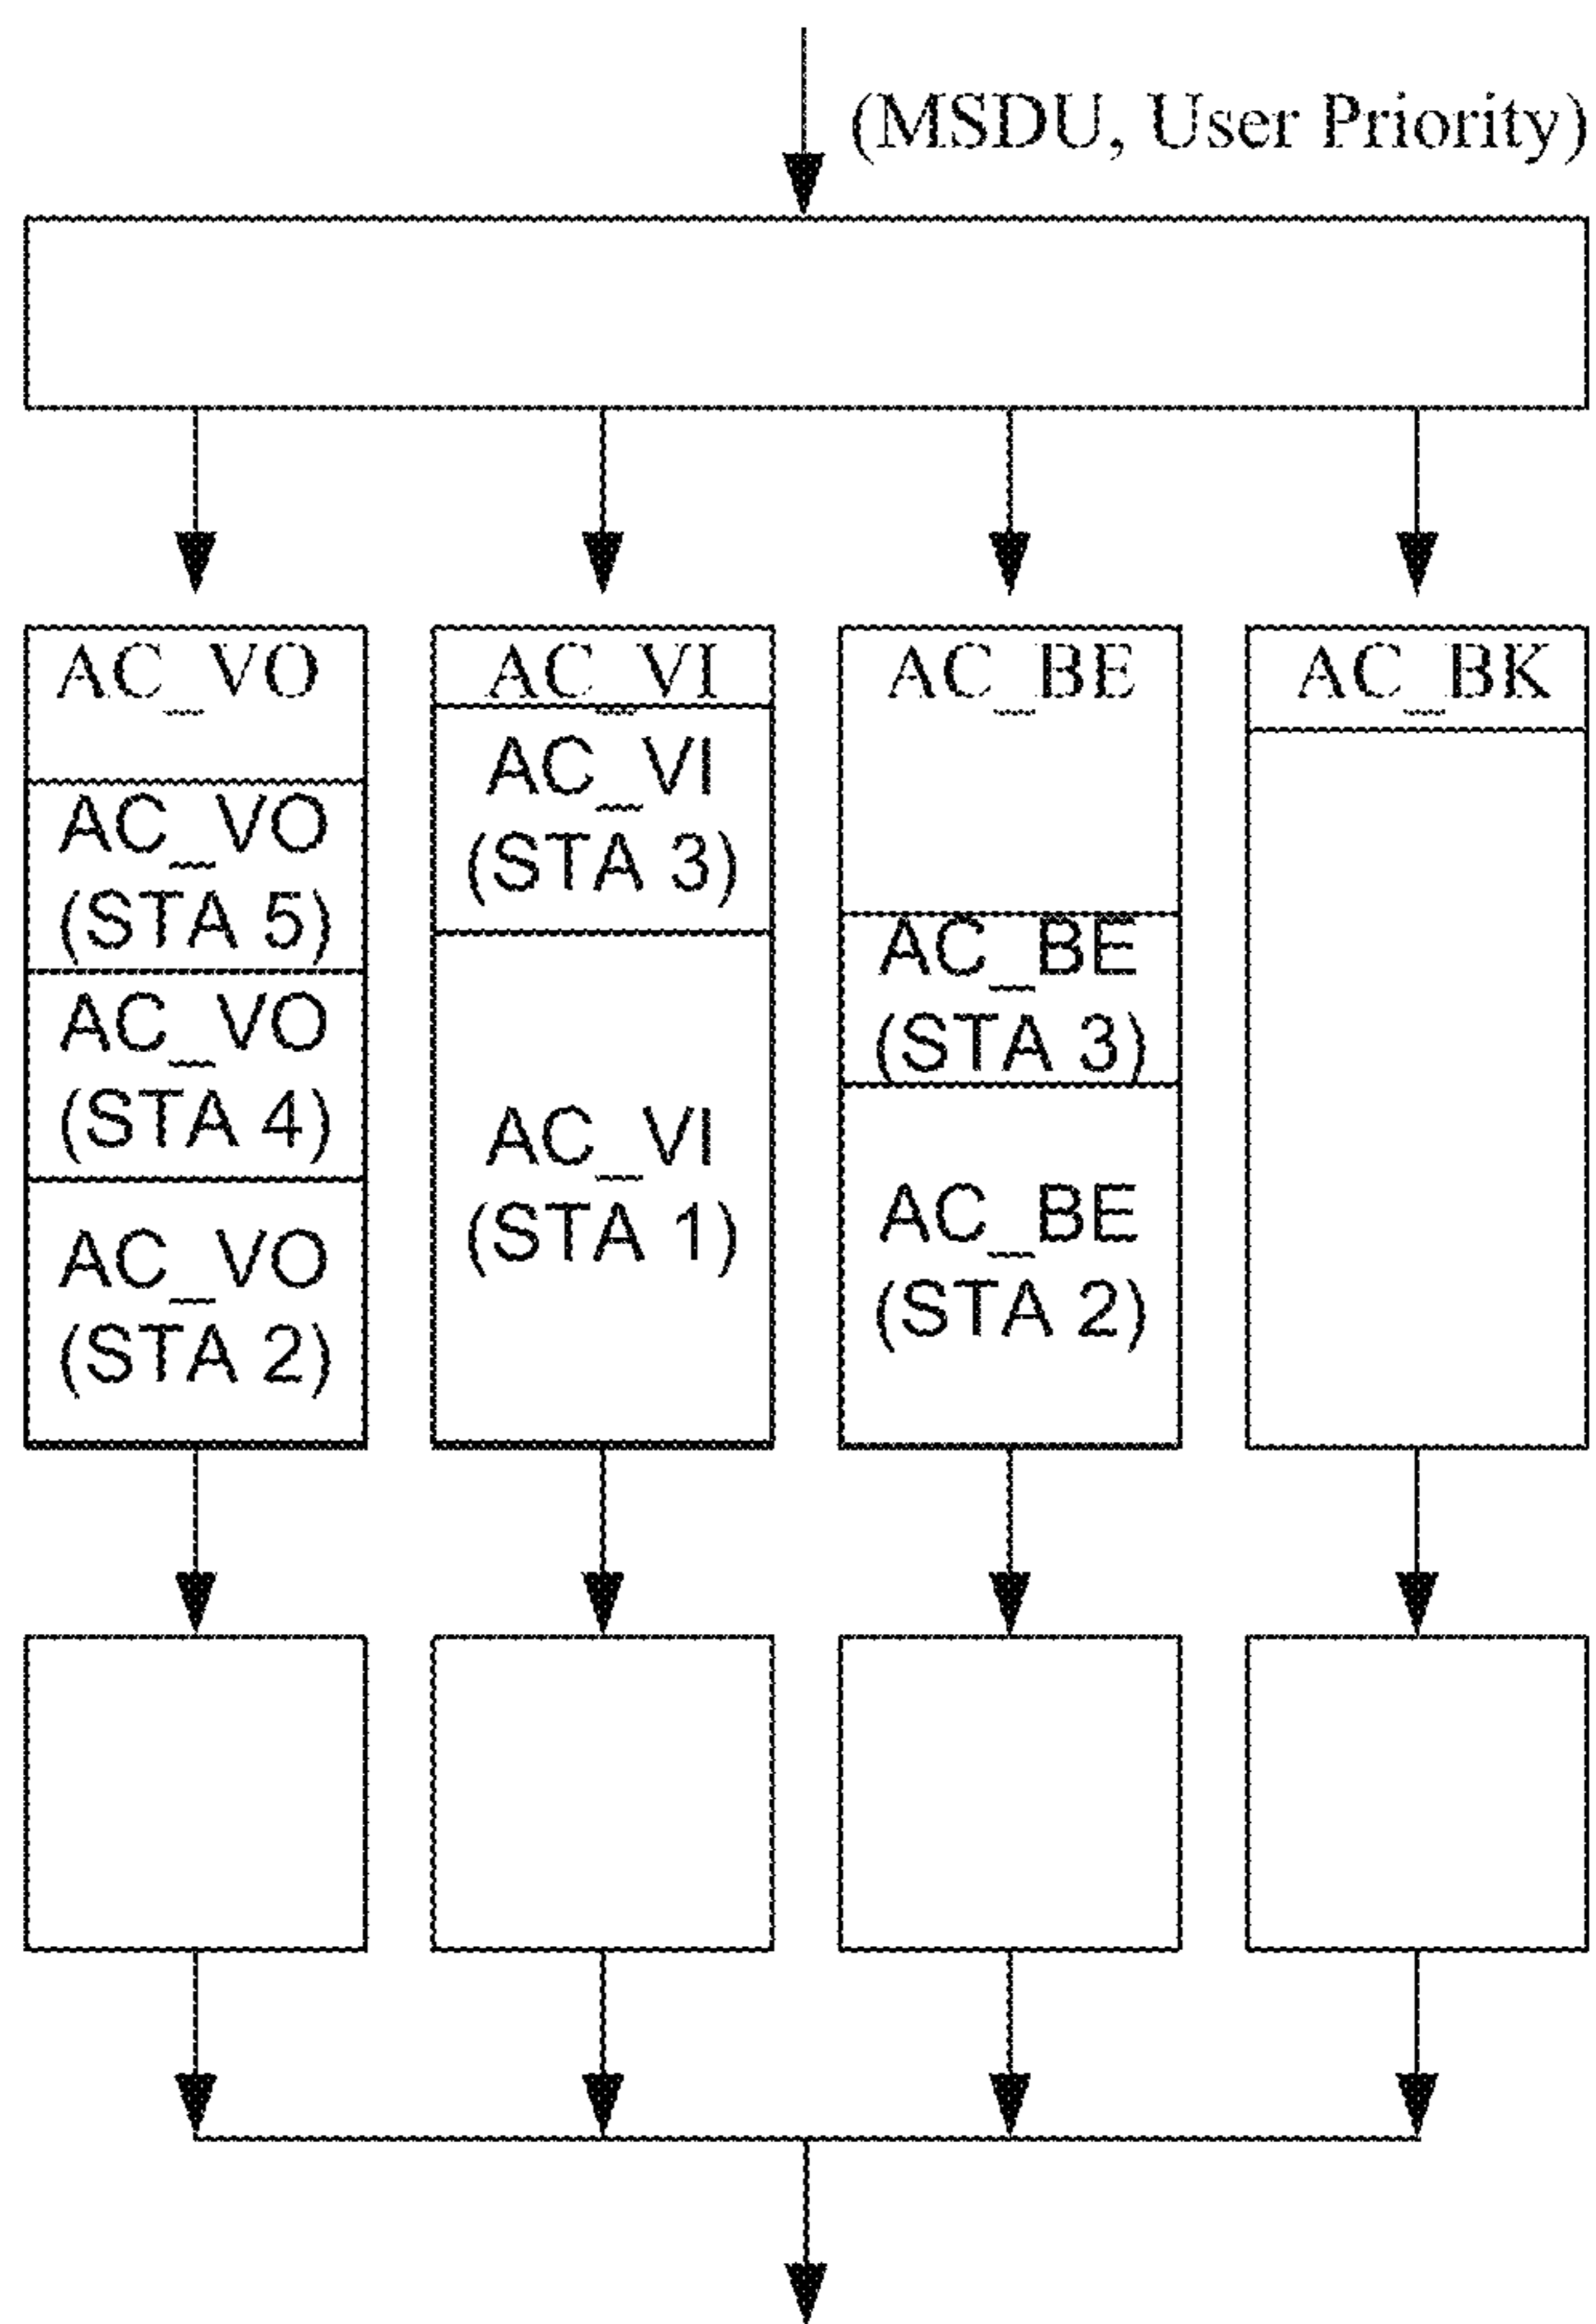 (MSDU, User Priority)
AC_VO
AC_VI
AC_BE
AC_BK
AC_VO
(STA 5)
AC_VO
(STA 4)
AC_VO
(STA 2)
AC_VI
(STA 3)
AC_VI
(STA 1)
AC_BE
(STA 3)
AC_BE
(STA 2)